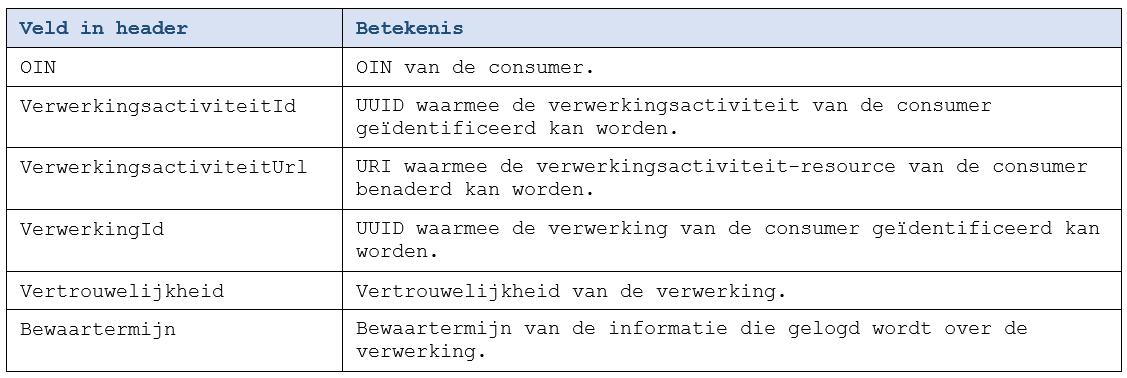 Veld in header
Betekenis
OIN
OIN van de consumer.
VerwerkingsactiviteitId
UUID waarmee de verwerkingsactiviteit van de consumer
geïdentificeerd kan worden.
VerwerkingsactiviteitUrl
URI waarmee de verwerkingsactiviteit-resource van de consumer
benaderd kan worden.
VerwerkingId
UUID waarmee de verwerking van de consumer geïdentificeerd kan
worden.
Vertrouwelijkheid
Vertrouwelijkheid van de verwerking.
Bewaartermijn
Bewaartermijn van de informatie die gelogd wordt over de
verwerking.